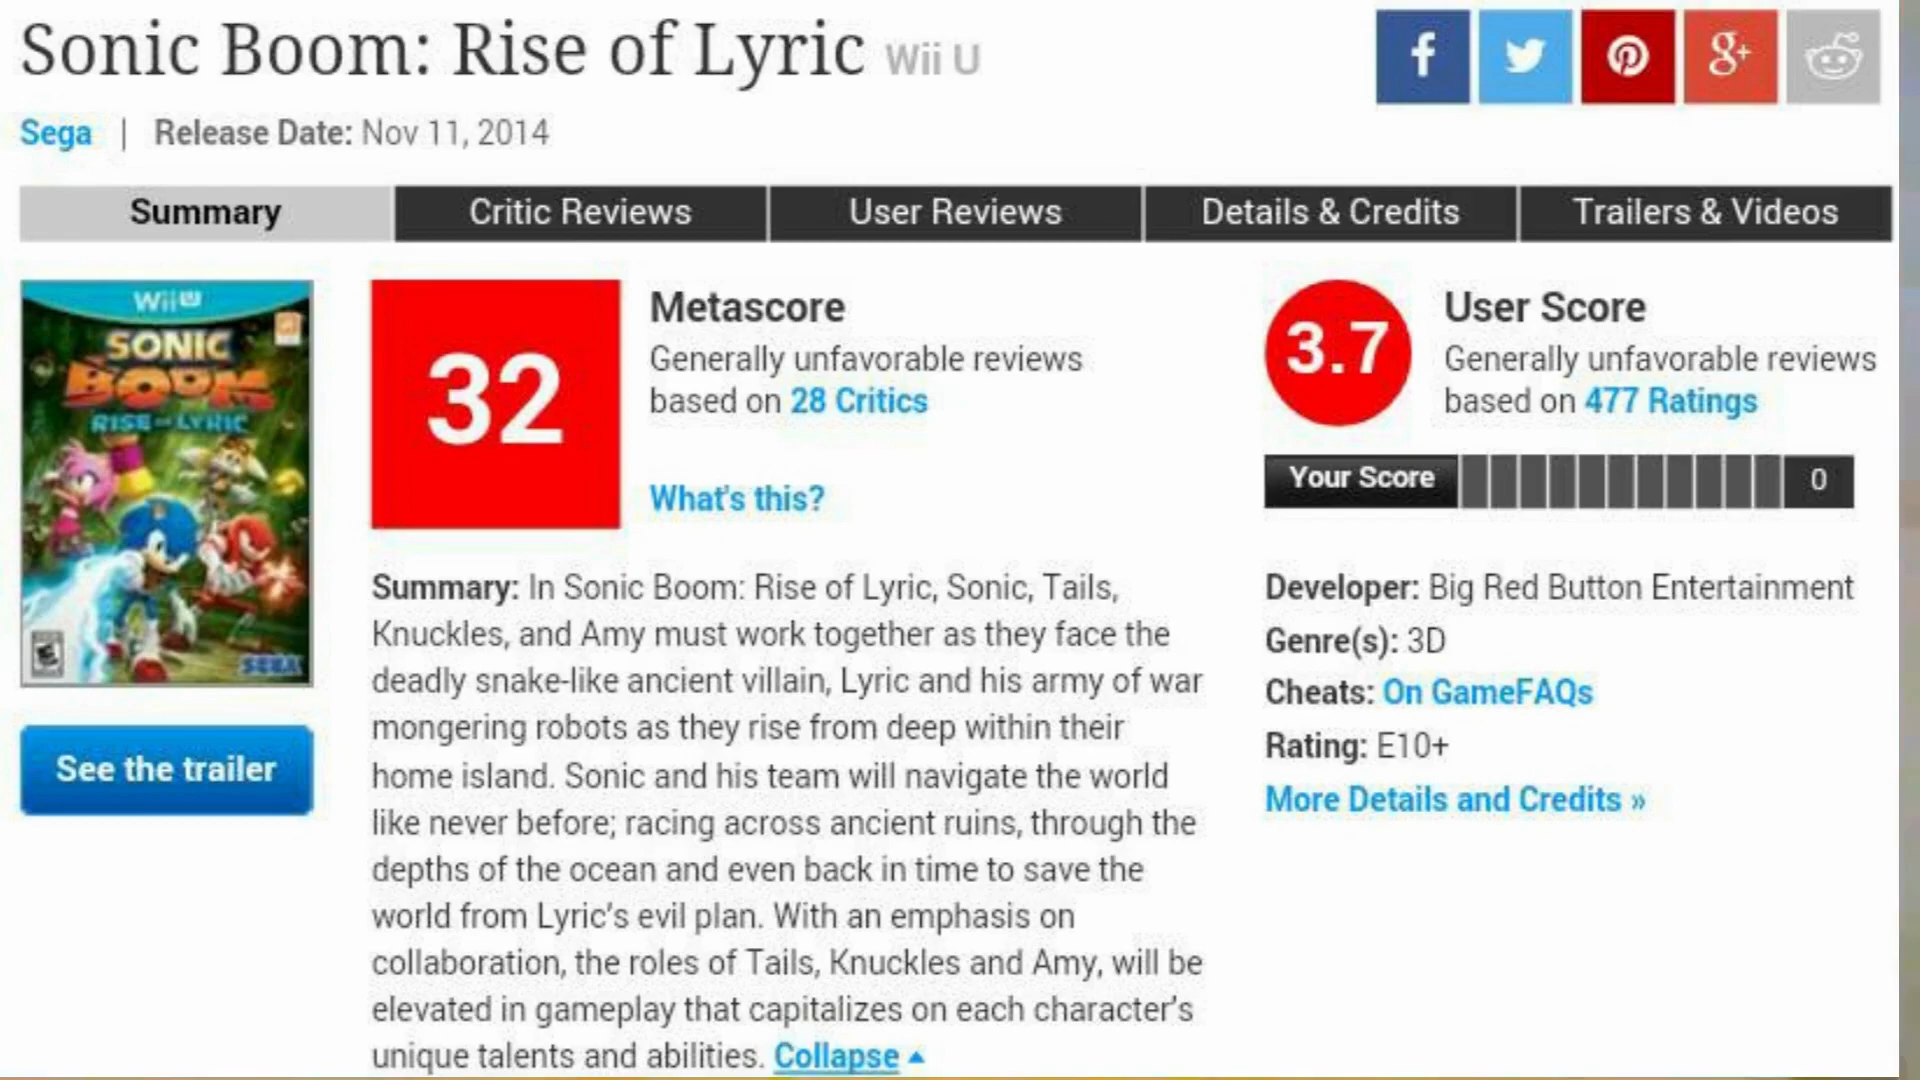 Sonic Boom: Rise of Lyric Wii U
Sega | Release Date: Nov 11, 2014
Summary
Critic Reviews
User Reviews
Details & Credits
Trailers & Videos
Wii U
SONIC
BOOM
RISE OF LYRIC
E
SEGA
See the trailer
32
Metascore
Generally unfavorable reviews
based on 28 Critics
What's this?
Summary: In Sonic Boom: Rise of Lyric, Sonic, Tails,
Knuckles, and Amy must work together as they face the
deadly snake-like ancient villain, Lyric and his army of war
mongering robots as they rise from deep within their
home island. Sonic and his team will navigate the world
like never before; racing across ancient ruins, through the
depths of the ocean and even back in time to save the
world from Lyric's evil plan. With an emphasis on
collaboration, the roles of Tails, Knuckles and Amy, will be
elevated in gameplay that capitalizes on each character's
unique talents and abilities. Collapse
3.7
User Score
Generally unfavorable reviews
based on 477 Ratings
Your Score
0
Developer: Big Red Button Entertainment
Genre(s): 3D
Cheats: On GameFAQs
Rating: E10+
More Details and Credits »